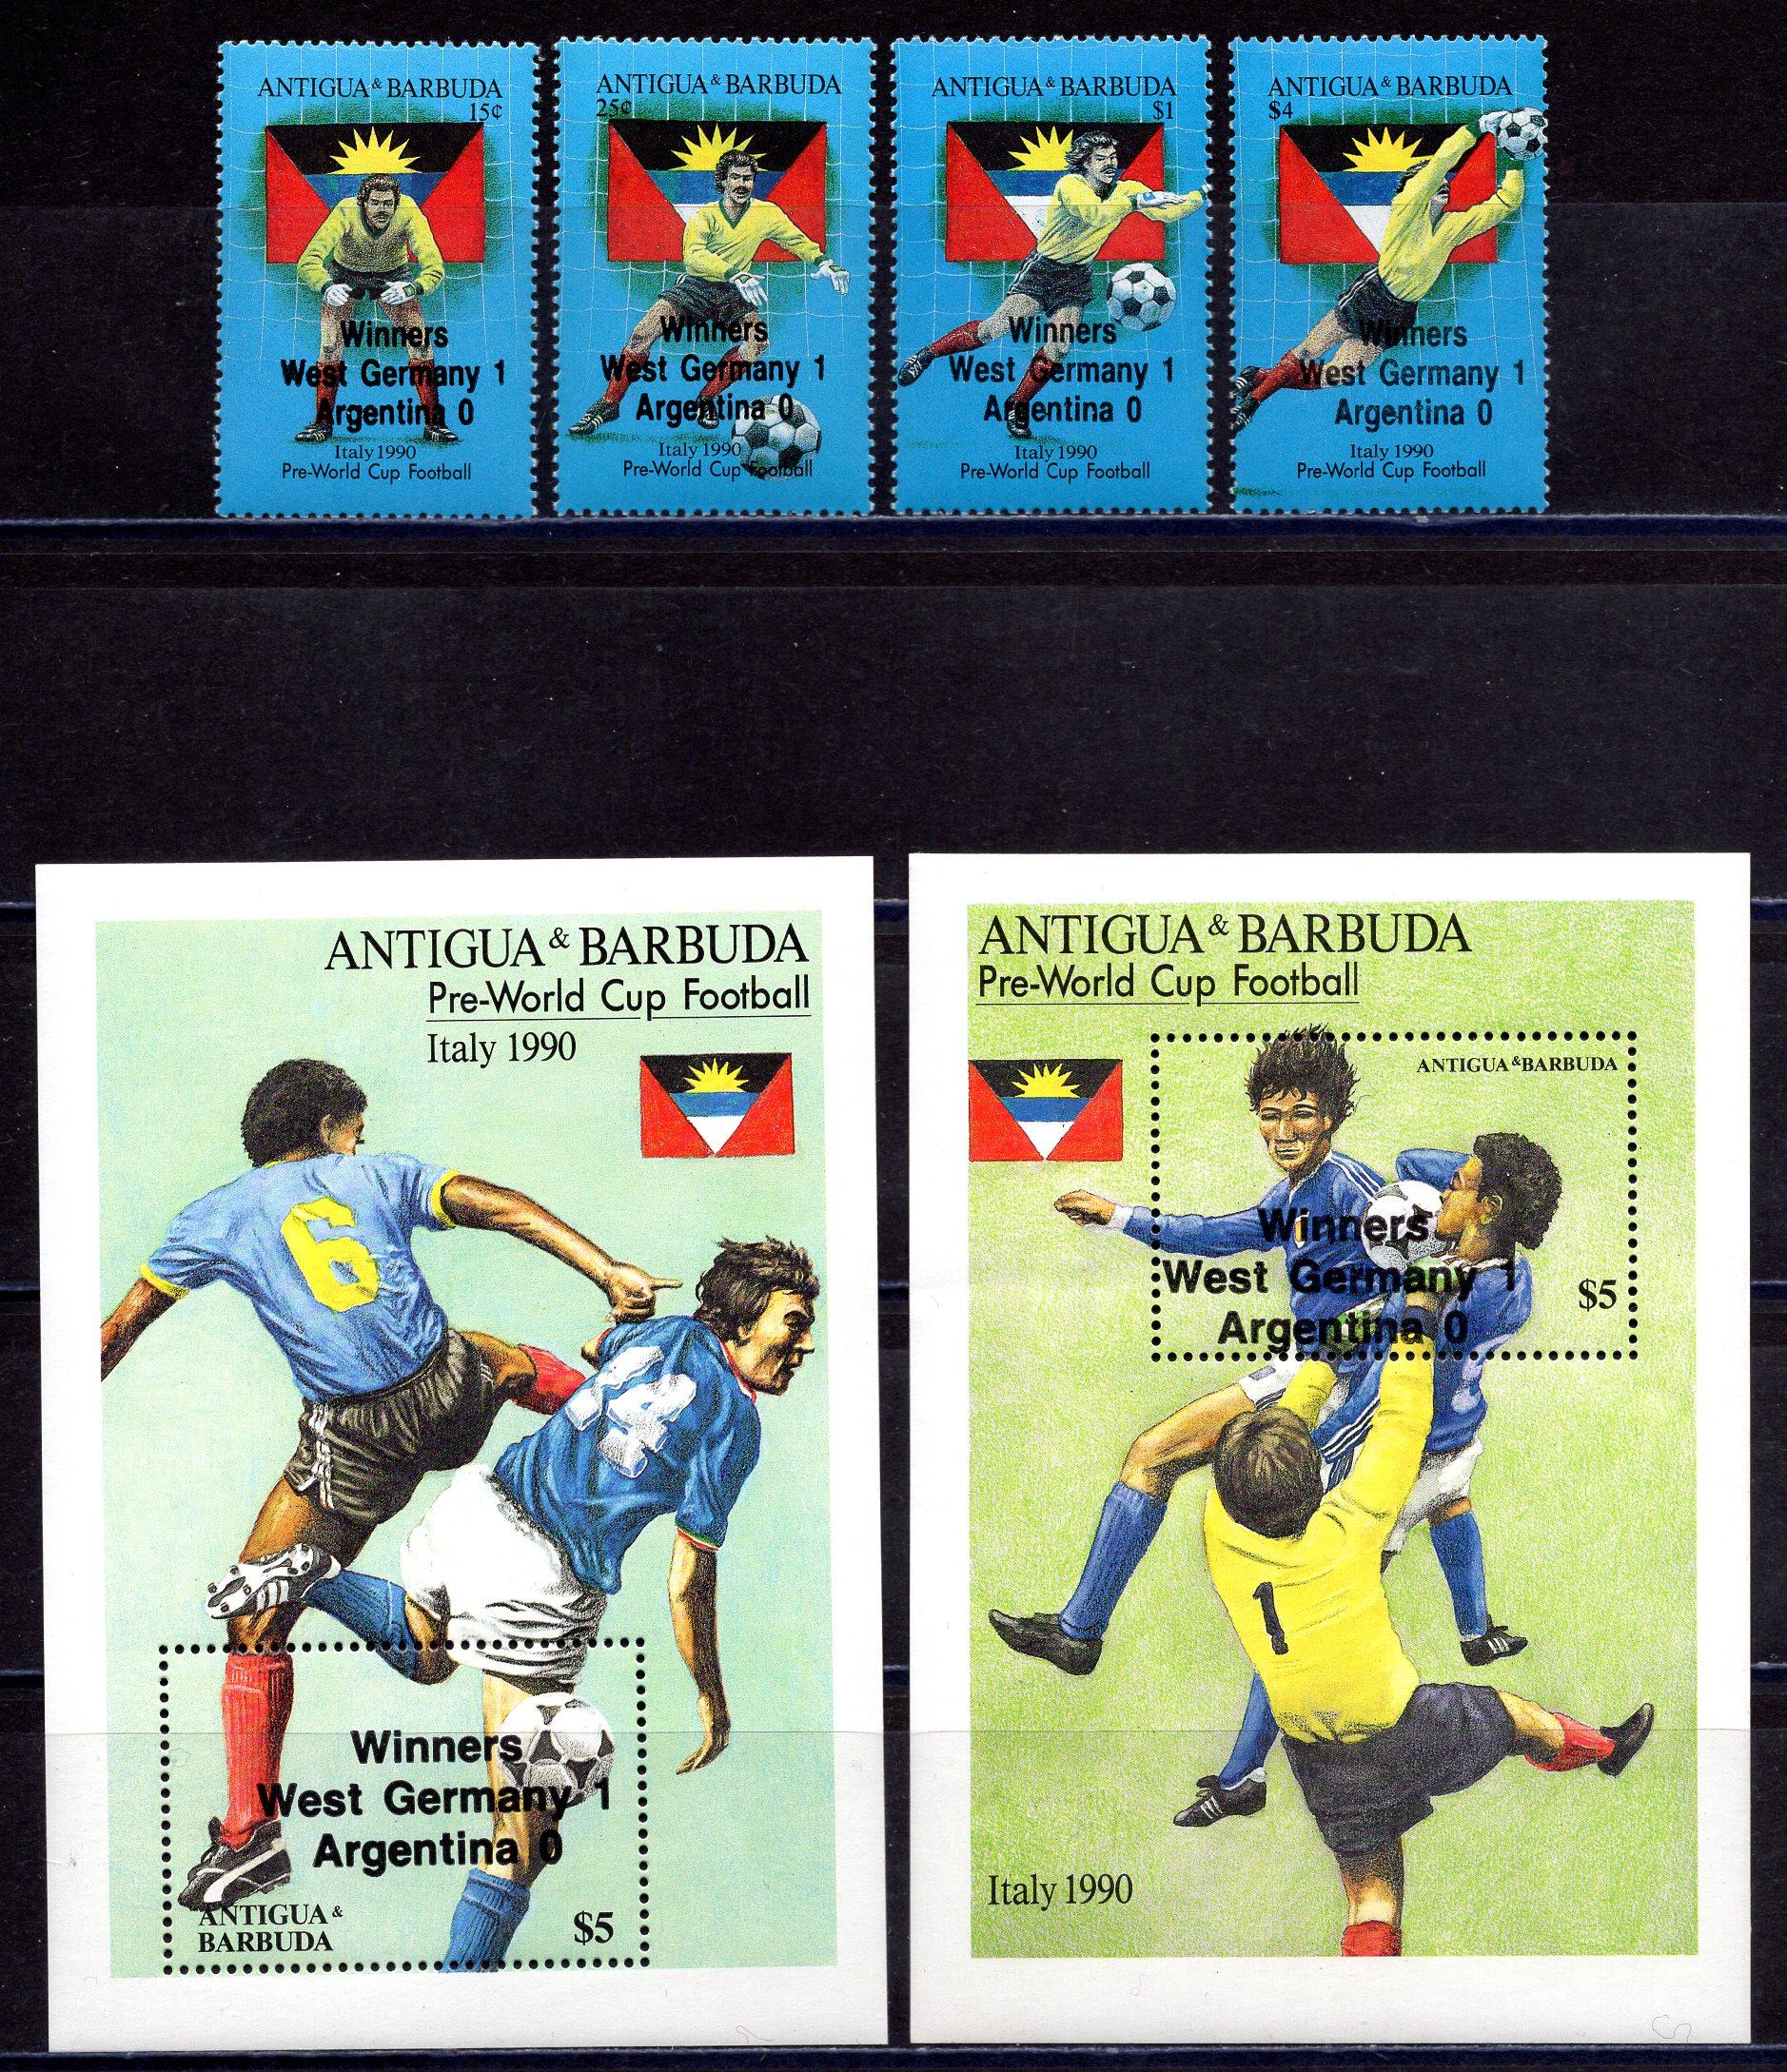 ANTIGUA & BARBUDA
15¢
Winners
West Germany 1
Argentina 0
Italy 1990
Pre-World Cup Football
ANTIGUA & BARBUDA
25¢
Winners
West Germany 1
Argentina 0
Italy 1990
Pre-World Cup Football
ANTIGUA & BARBUDA
$1
Winners
West Germany 1
Argentina 0
Italy 1990
Pre-World Cup Football
ANTIGUA & BARBUDA
$4
Winners
West Germany 1
Argentina 0
Italy 1990
Pre-World Cup Football
ANTIGUA & BARBUDA
Pre-World Cup Football
Italy 1990
6
14
Winners
West Germany 1
Argentina 0
ANTIGUA &
BARBUDA
$5
ANTIGUA & BARBUDA
Pre-World Cup Football
ANTIGUA & BARBUDA
Winners
West Germany 1
$5
Argentina 0
1
Italy 1990